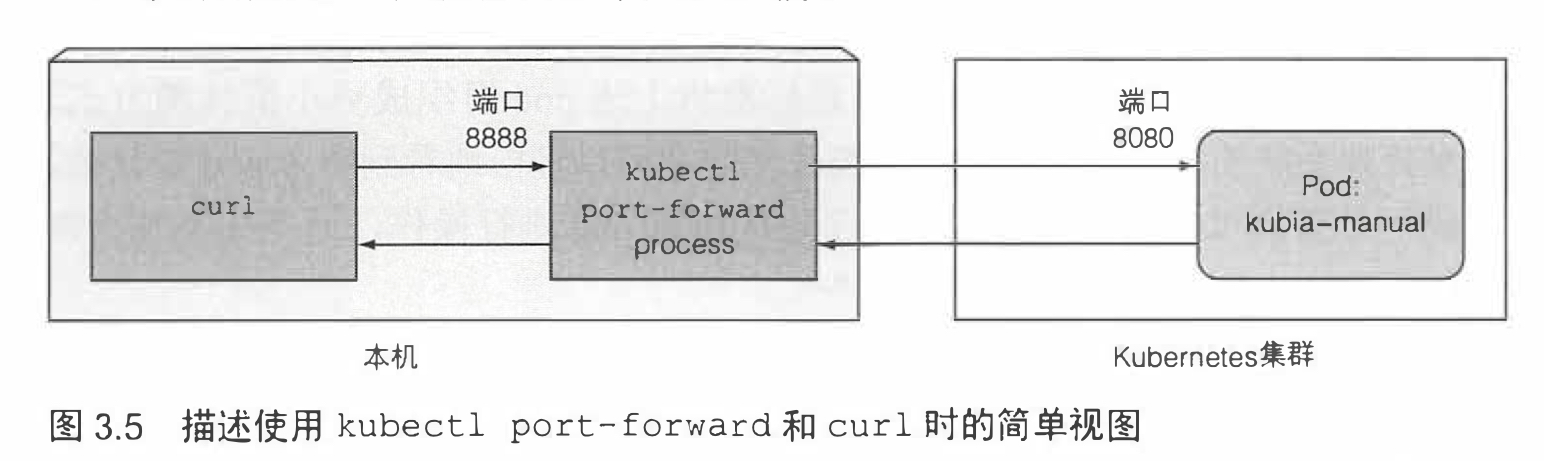 端口
8888
端口
8080
curl
kubectl
port-forward
process
Pod:
kubia-manual
本机
Kubernetes集群
图 3.5 描述使用 kubectl port-forward 和 curl 时的简单视图